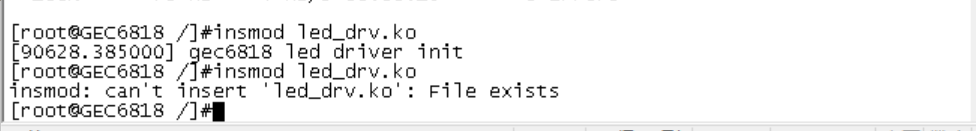 [root@GEC6818 /]#insmod led_drv.ko
[90628.385000] gec6818 led driver init
[root@GEC6818 /]#insmod led_drv.ko
insmod: can't insert 'led_drv.ko': File exists
[root@GEC6818 /]#